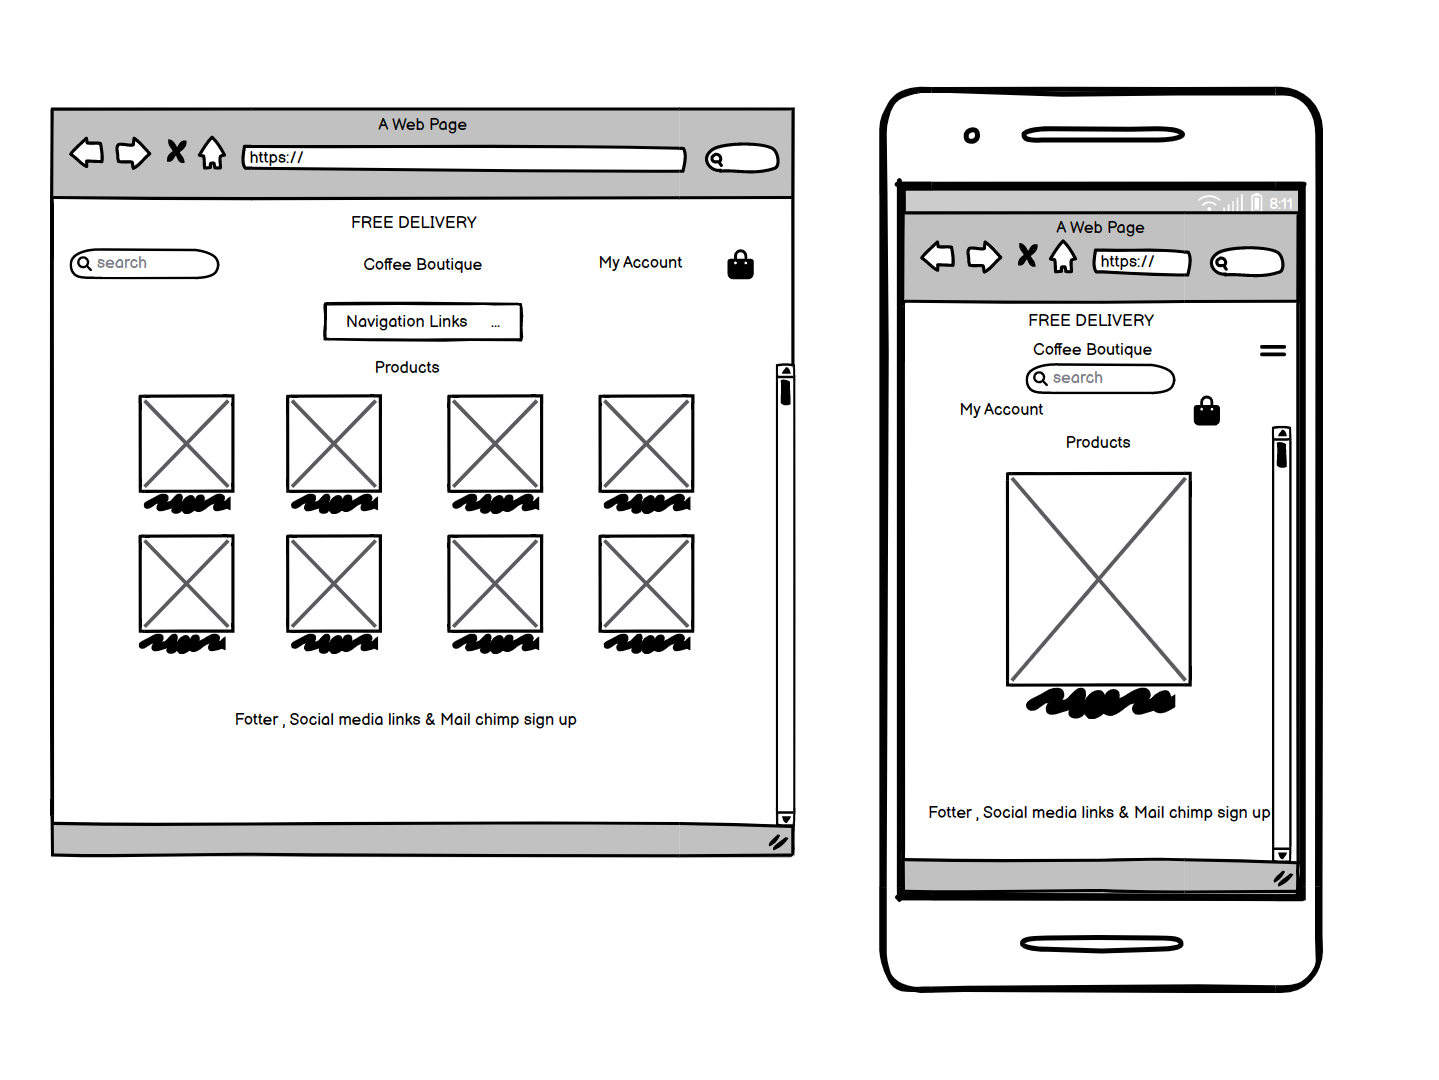 A Web Page
https://
FREE DELIVERY
search
Coffee Boutique
My Account
Navigation Links ...
Products
Fotter , Social media links & Mail chimp sign up
8:11
A Web Page
https://
FREE DELIVERY
Coffee Boutique
search
My Account
Products
Fotter , Social media links & Mail chimp sign up